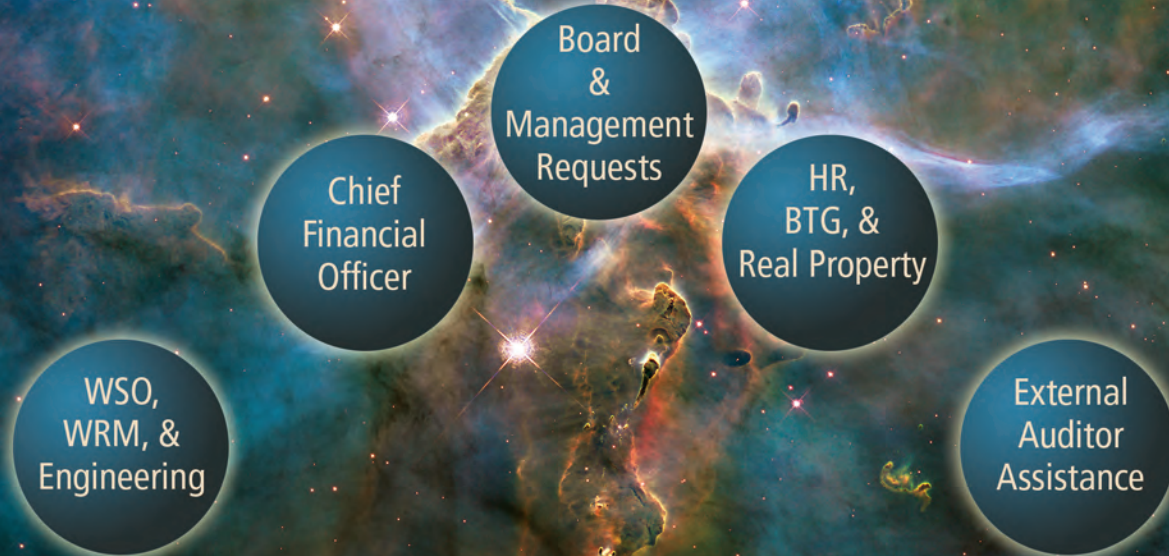 Board
&
Management
Requests
Chief
Financial
Officer
HR,
BTG, &
Real Property
WSO,
WRM, &
Engineering
External
Auditor
Assistance